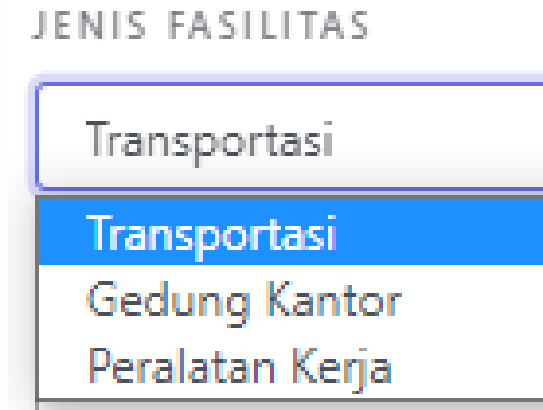 JENIS FASILITAS
Transportasi
Transportasi
Gedung Kantor
Peralatan Kerja